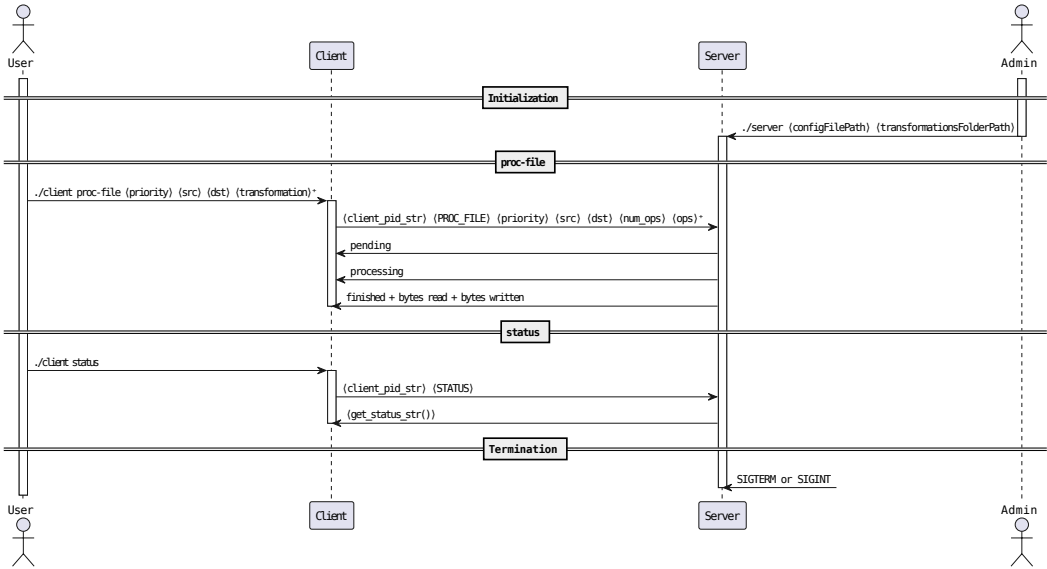 User
Client
Server
Admin
Initialization
./server ⟨configFilePath⟩ ⟨transformationsFolderPath⟩
proc-file
./client proc-file ⟨priority⟩ ⟨src⟩ ⟨dst⟩ ⟨transformation⟩⁺
⟨client_pid_str⟩ ⟨PROC_FILE⟩ ⟨priority⟩ ⟨src⟩ ⟨dst⟩ ⟨num_ops⟩ ⟨ops⟩⁺
pending
processing
finished + bytes read + bytes written
status
./client status
⟨client_pid_str⟩ ⟨STATUS⟩
⟨get_status_str()⟩
Termination
SIGTERM or SIGINT
User
Client
Server
Admin